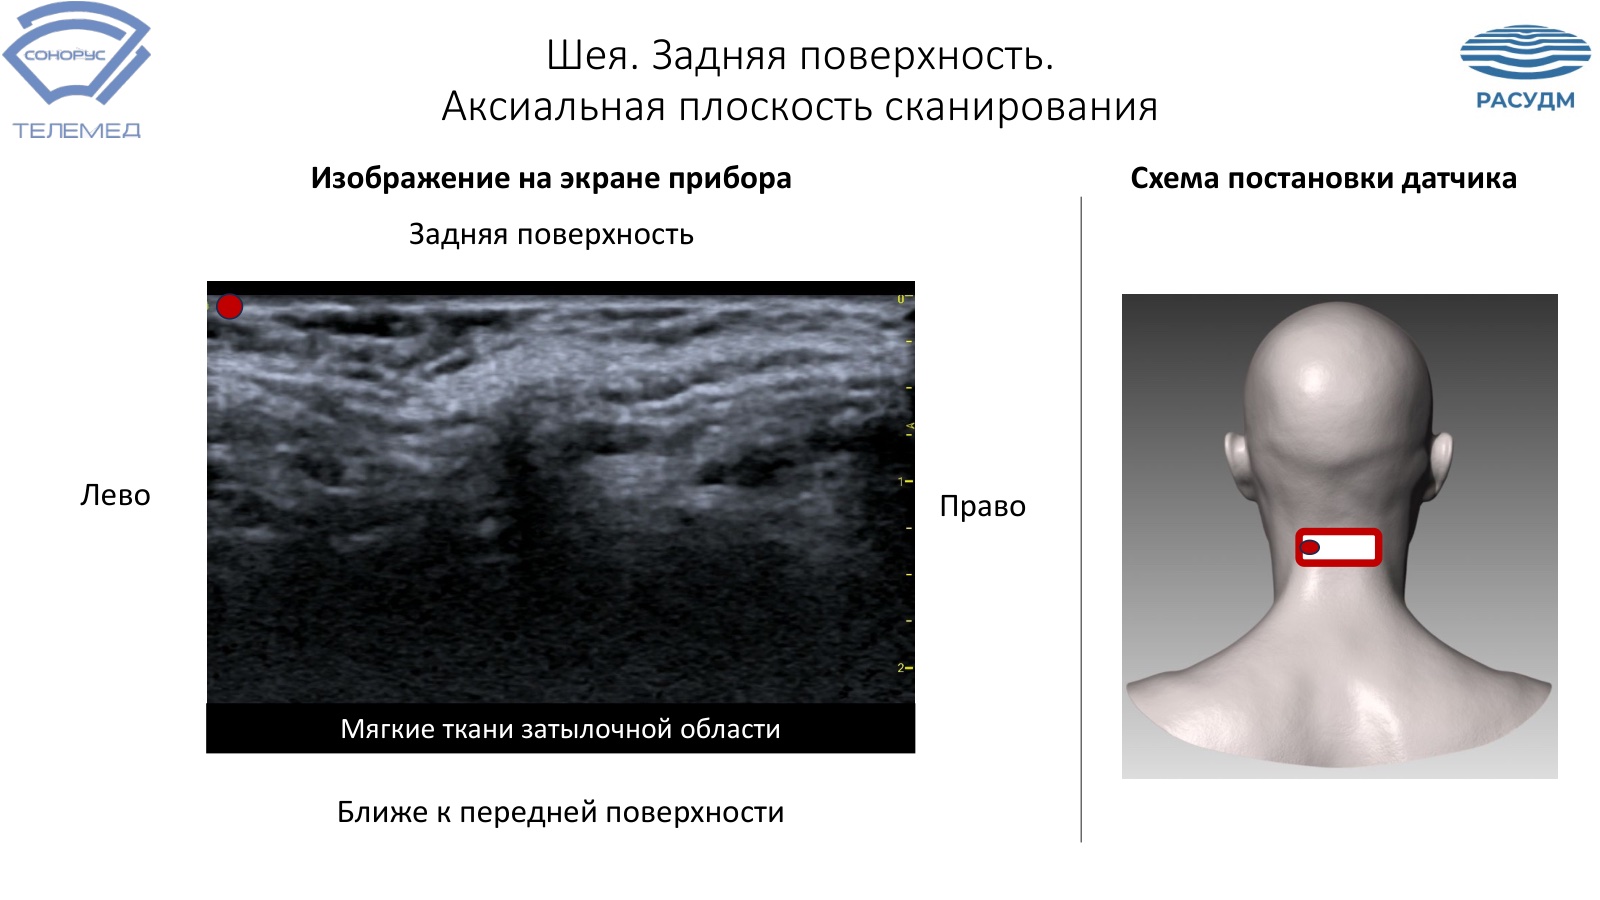 СОНОРУС
ТЕЛЕМЕД
Шея. Задняя поверхность.
Аксиальная плоскость сканирования
РАСУДМ
Изображение на экране прибора
Схема постановки датчика
Задняя поверхность
0
1
2
Лево
Право
Мягкие ткани затылочной области
Ближе к передней поверхности